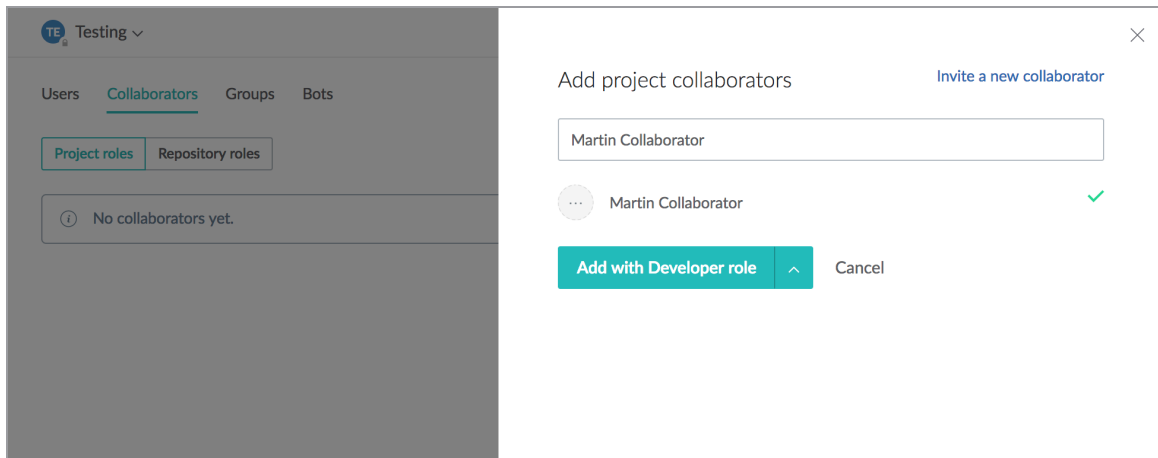 TE Testing
Users Collaborators Groups Bots
Project roles Repository roles
No collaborators yet.
Add project collaborators Invite a new collaborator
Martin Collaborator
... Martin Collaborator
Add with Developer role Cancel